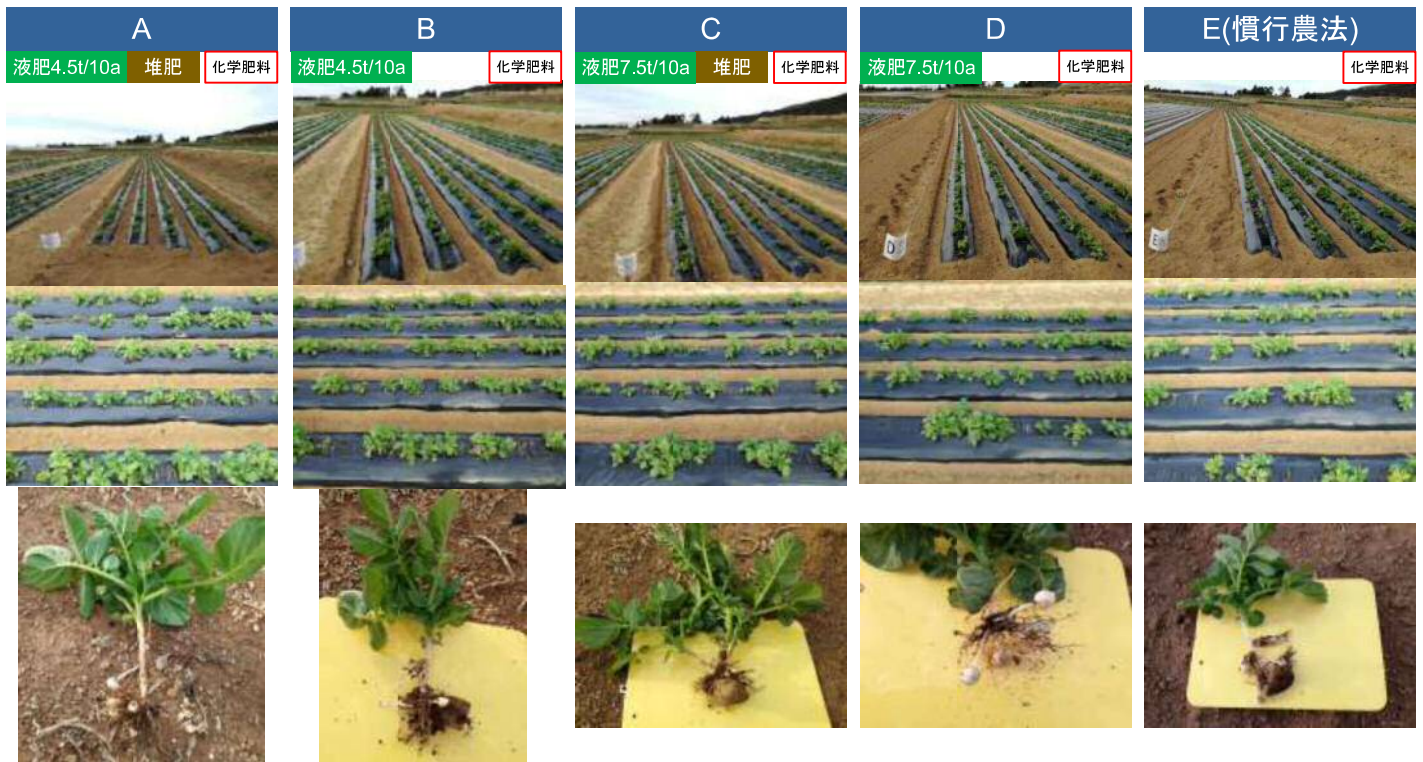 A
B
C
D
E(慣行農法)
液肥4.5t/10a 堆肥 化学肥料
液肥4.5t/10a 化学肥料
液肥7.5t/10a 堆肥 化学肥料
液肥7.5t/10a 化学肥料
化学肥料
D
E